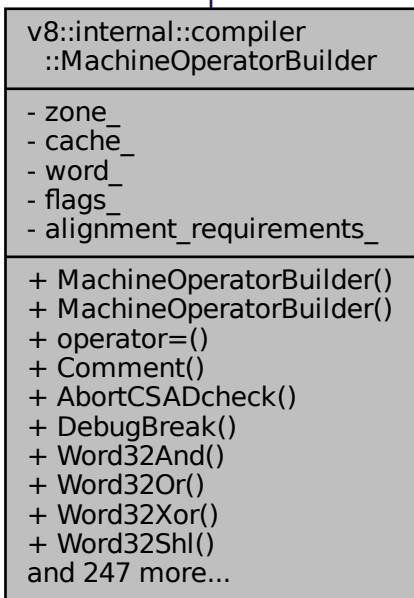 v8::internal::compiler
::MachineOperatorBuilder
- zone_
- cache_
- word_
- flags_
- alignment_requirements_
+ MachineOperatorBuilder()
+ MachineOperatorBuilder()
+ operator=()
+ Comment()
+ AbortCSADcheck()
+ DebugBreak()
+ Word32And()
+ Word32Or()
+ Word32Xor()
+ Word32Shl()
and 247 more...